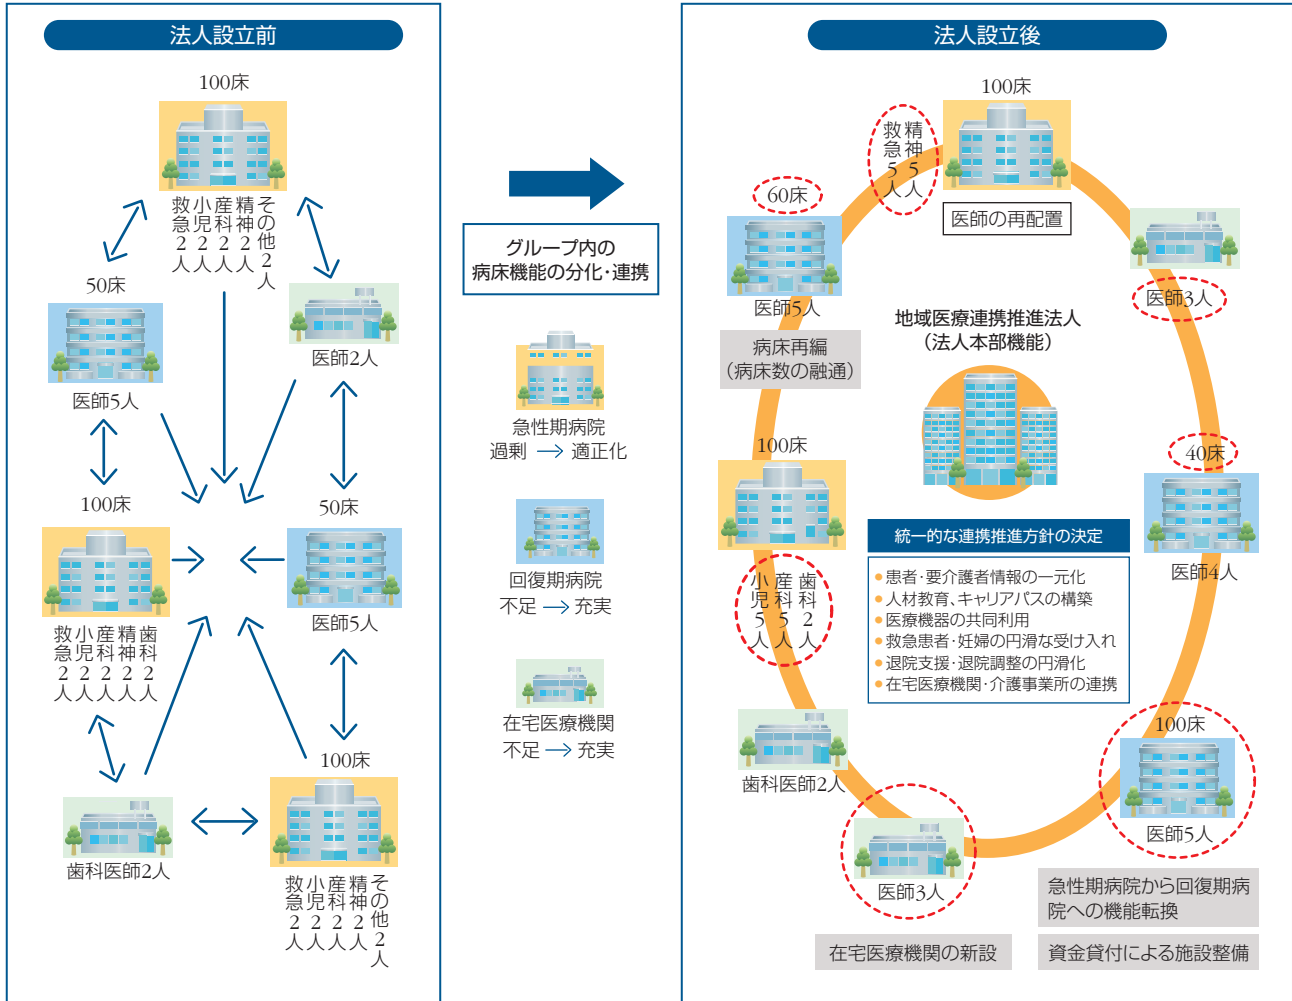 法人設立前
100床
救急2人
小児2人
産科2人
精神2人
その他2人
50床
医師5人
医師2人
100床
救急2人
小児2人
産科2人
精神2人
歯科2人
50床
医師5人
歯科医師2人
100床
救急2人
小児2人
産科2人
精神2人
その他2人
グループ内の
病床機能の分化・連携
急性期病院
過剰 → 適正化
回復期病院
不足 → 充実
在宅医療機関
不足 → 充実
法人設立後
100床
救急5人
精神5人
医師の再配置
60床
医師5人
病床再編
（病床数の融通）
医師3人
地域医療連携推進法人
（法人本部機能）
100床
小児5人
産科5人
歯科2人
40床
医師4人
統一的な連携推進方針の決定
●患者・要介護者情報の一元化
●人材教育、キャリアパスの構築
●医療機器の共同利用
●救急患者・妊婦の円滑な受け入れ
●退院支援・退院調整の円滑化
●在宅医療機関・介護事業所の連携
歯科医師2人
医師3人
在宅医療機関の新設
100床
医師5人
急性期病院から回復期病
院への機能転換
資金貸付による施設整備